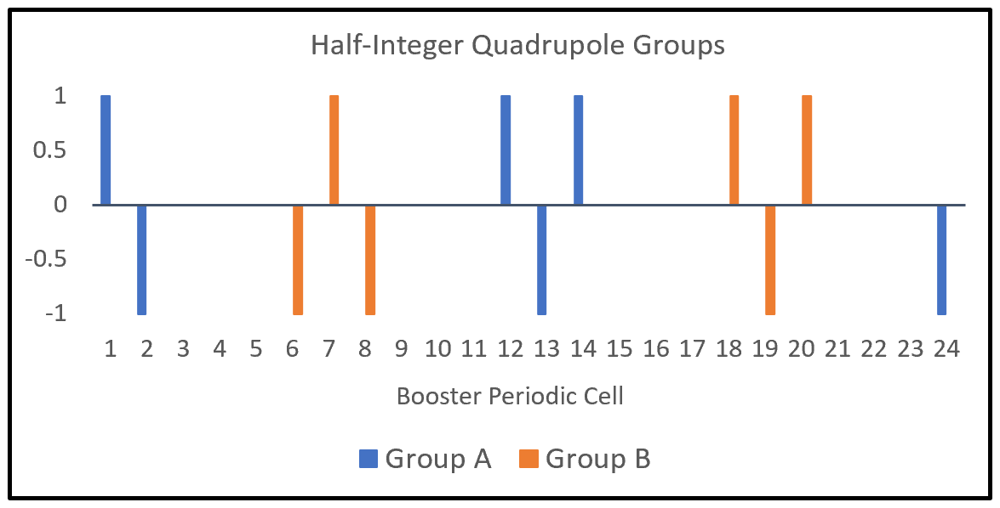 Half-Integer Quadrupole Groups
1
0.5
0
-0.5
-1
1 2 3 4 5 6 7 8 9 10 11 12 13 14 15 16 17 18 19 20 21 22 23 24
Booster Periodic Cell
Group A Group B